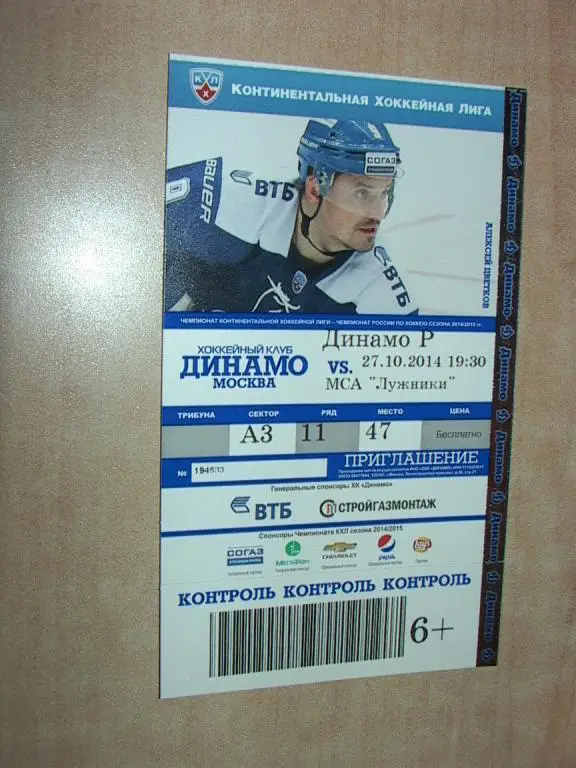 КХЛ
КОНТИНЕНТАЛЬНАЯ ХОККЕЙНАЯ ЛИГА
СОГАЗ
BAUER
ВТБ
ВТБ
АЛЕКСЕЙ ЦВЕТКОВ
ЧЕМПИОНАТ КОНТИНЕНТАЛЬНОЙ ХОККЕЙНОЙ ЛИГИ – ЧЕМПИОНАТ РОССИИ ПО ХОККЕЮ СЕЗОНА 2014/2015 гг.
ХОККЕЙНЫЙ КЛУБ
ДИНАМО
МОСКВА
Динамо Р
vs. 27.10.2014 19:30
МСА "Лужники"
ТРИБУНА СЕКТОР РЯД МЕСТО ЦЕНА
А3 11 47 Бесплатно
№ 194633
ПРИГЛАШЕНИЕ
Генеральные спонсоры ХК «Динамо»
ВТБ СТРОЙГАЗМОНТАЖ
Спонсоры Чемпионата КХЛ сезона 2014/2015
СОГАЗ МЕГАФОН CHEVROLET pepsi Lay's
КОНТРОЛЬ КОНТРОЛЬ КОНТРОЛЬ
6+
Динамо Динамо Динамо Динамо Динамо Динамо